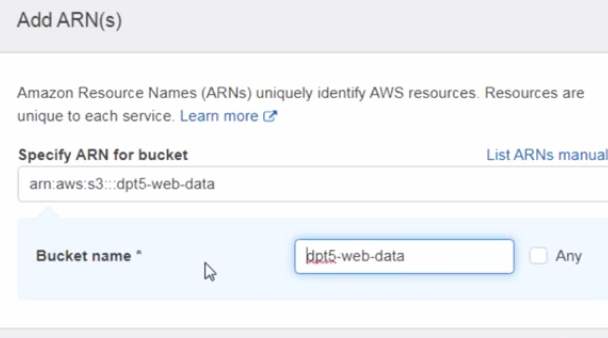 Add ARN(s)
Amazon Resource Names (ARNs) uniquely identify AWS resources. Resources are
unique to each service. Learn more
Specify ARN for bucket
List ARNs manual
arn:aws:s3:::dpt5-web-data
Bucket name *
dpt5-web-data
Any